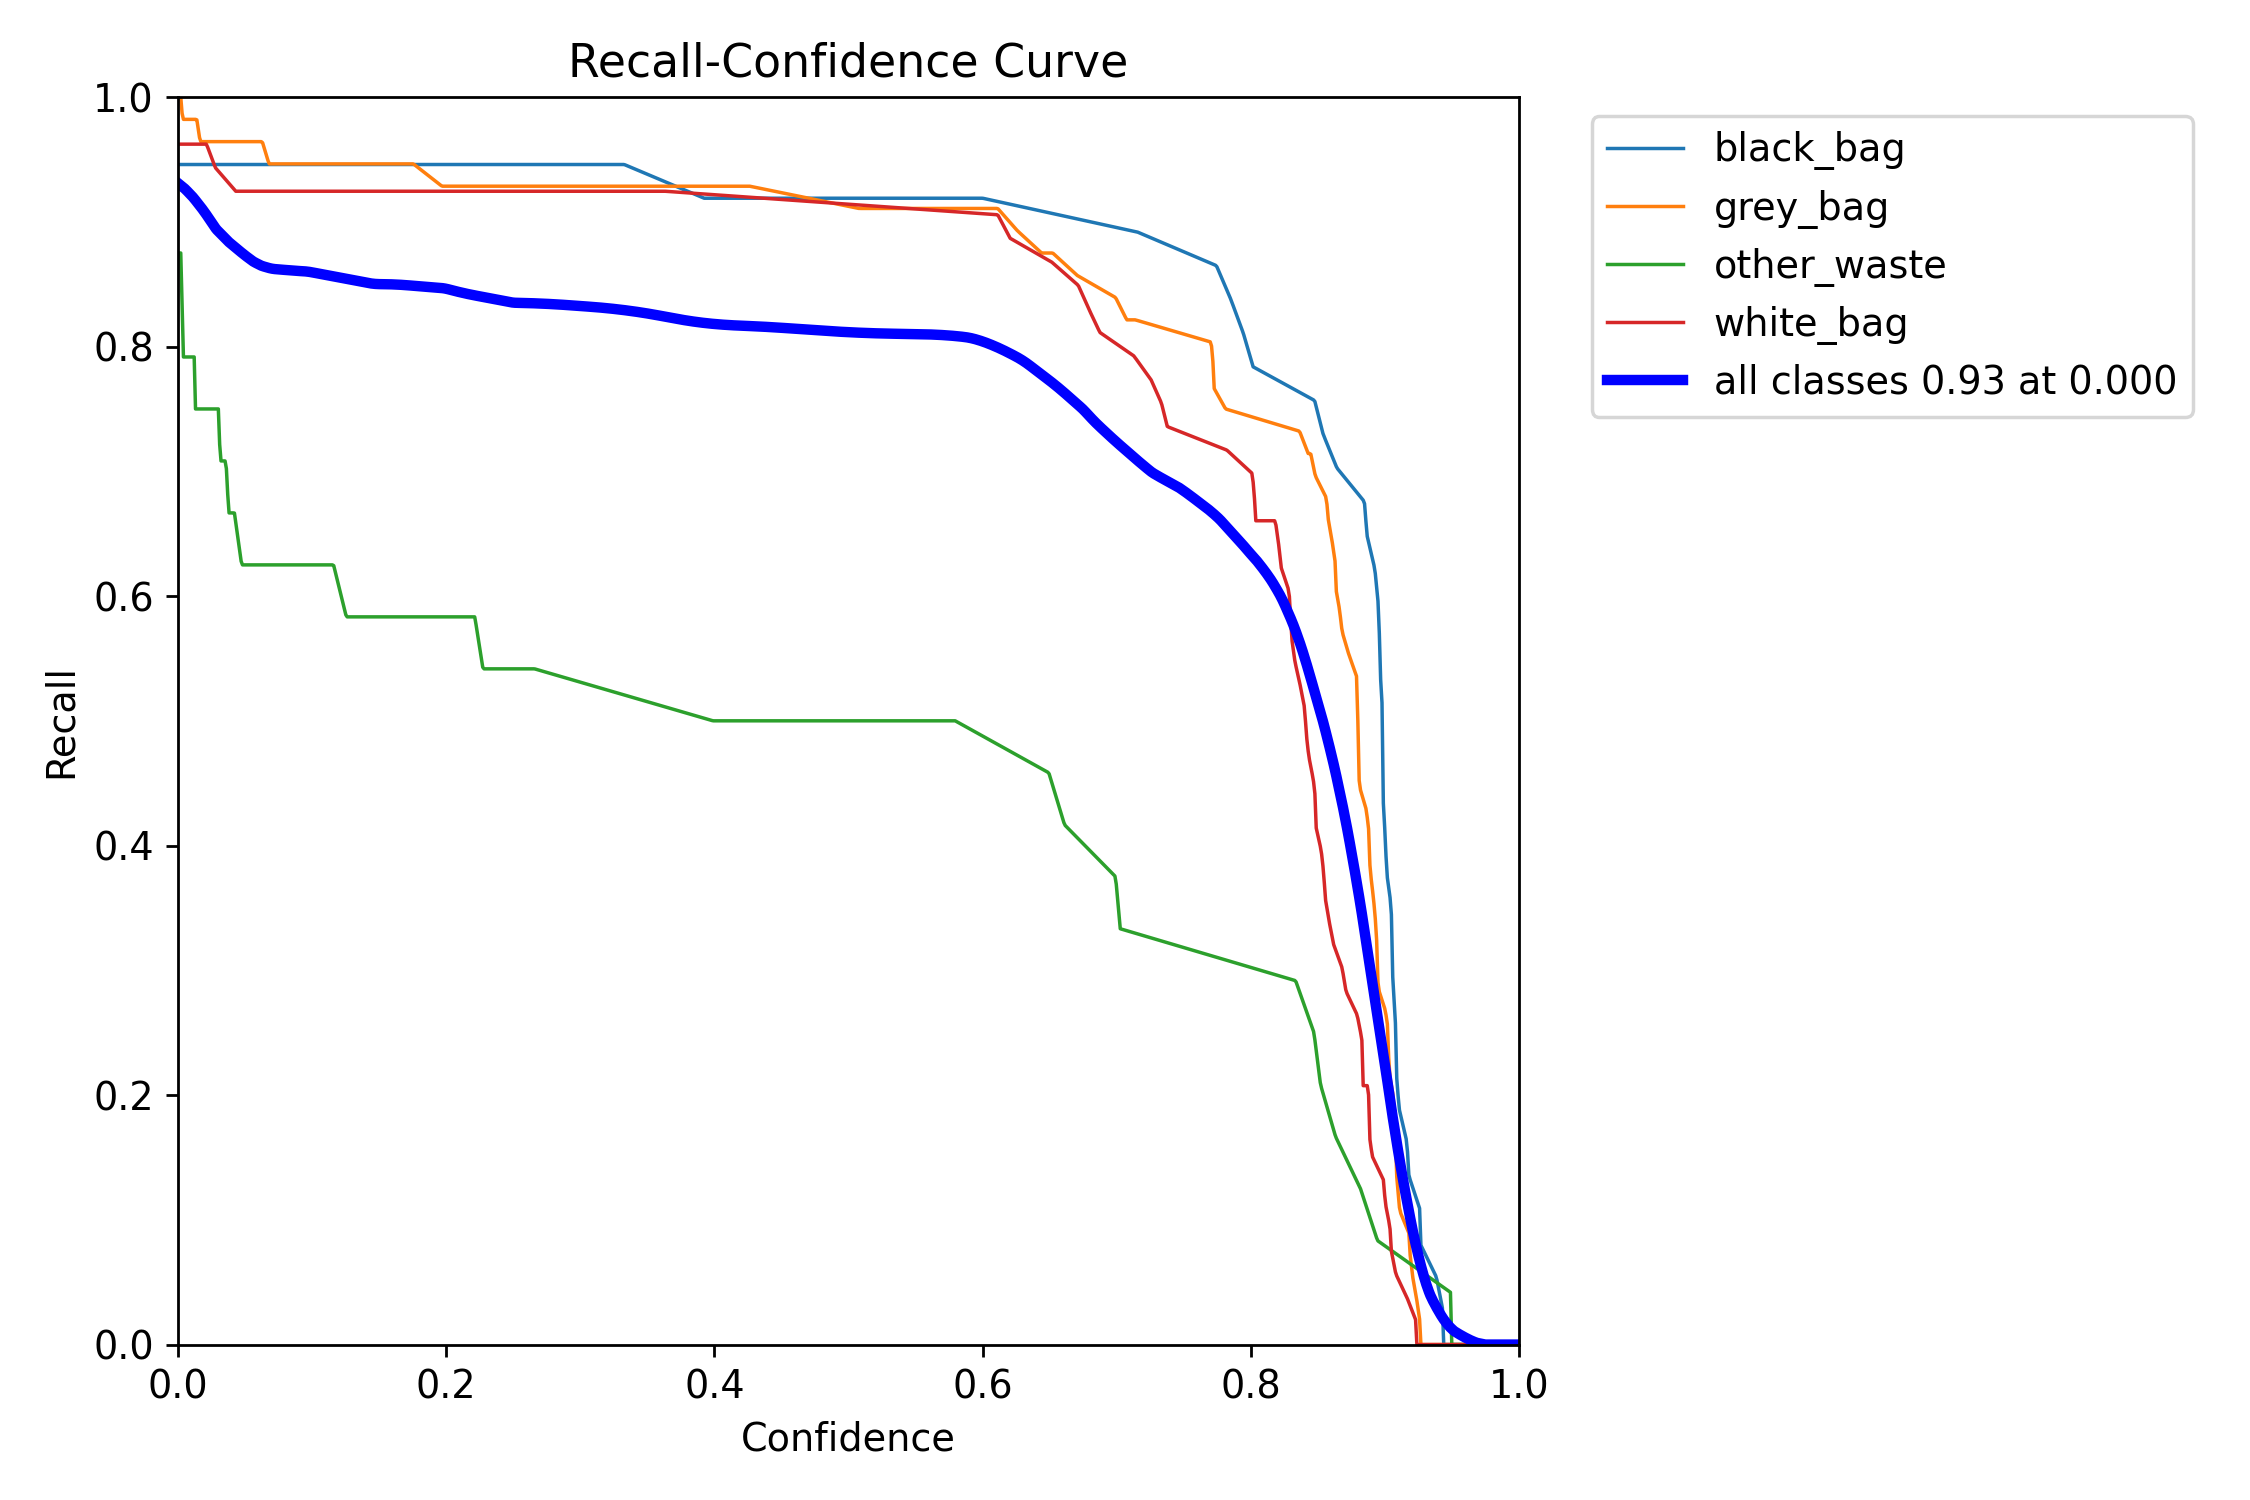 Recall-Confidence Curve
1.0
0.8
0.6
0.4
0.2
0.0
Recall
0.0 0.2 0.4 0.6 0.8 1.0
Confidence
black_bag
grey_bag
other_waste
white_bag
all classes 0.93 at 0.000